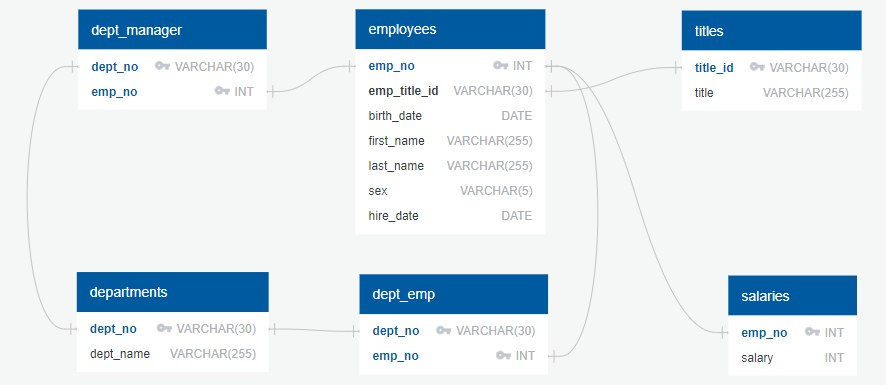 dept_manager
dept_no VARCHAR(30)
emp_no INT
employees
emp_no INT
emp_title_id VARCHAR(30)
birth_date DATE
first_name VARCHAR(255)
last_name VARCHAR(255)
sex VARCHAR(5)
hire_date DATE
titles
title_id VARCHAR(30)
title VARCHAR(255)
departments
dept_no VARCHAR(30)
dept_name VARCHAR(255)
dept_emp
dept_no VARCHAR(30)
emp_no INT
salaries
emp_no INT
salary INT